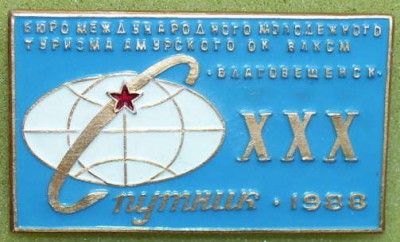 БЮРО МЕЖДУНАРОДНОГО МОЛОДЕЖНОГО
ТУРИЗМА АМУРСКОГО ОК ВЛКСМ
·БЛАГОВЕЩЕНСК·
XXX
Спутник · 1988